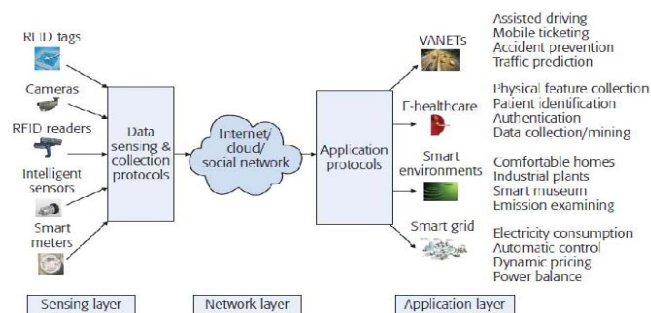 RFID tags
Cameras
RFID readers
Intelligent
sensors
Smart
meters
Data
sensing &
collection
protocols
Internet/
cloud/
social network
Application
protocols
VANETs
Assisted driving
Mobile ticketing
Accident prevention
Traffic prediction
E-healthcare
Physical feature collection
Patient identification
Authentication
Data collection/mining
Smart
environments
Comfortable homes
Industrial plants
Smart museum
Emission examining
Smart grid
Electricity consumption
Automatic control
Dynamic pricing
Power balance
Sensing layer
Network layer
Application layer